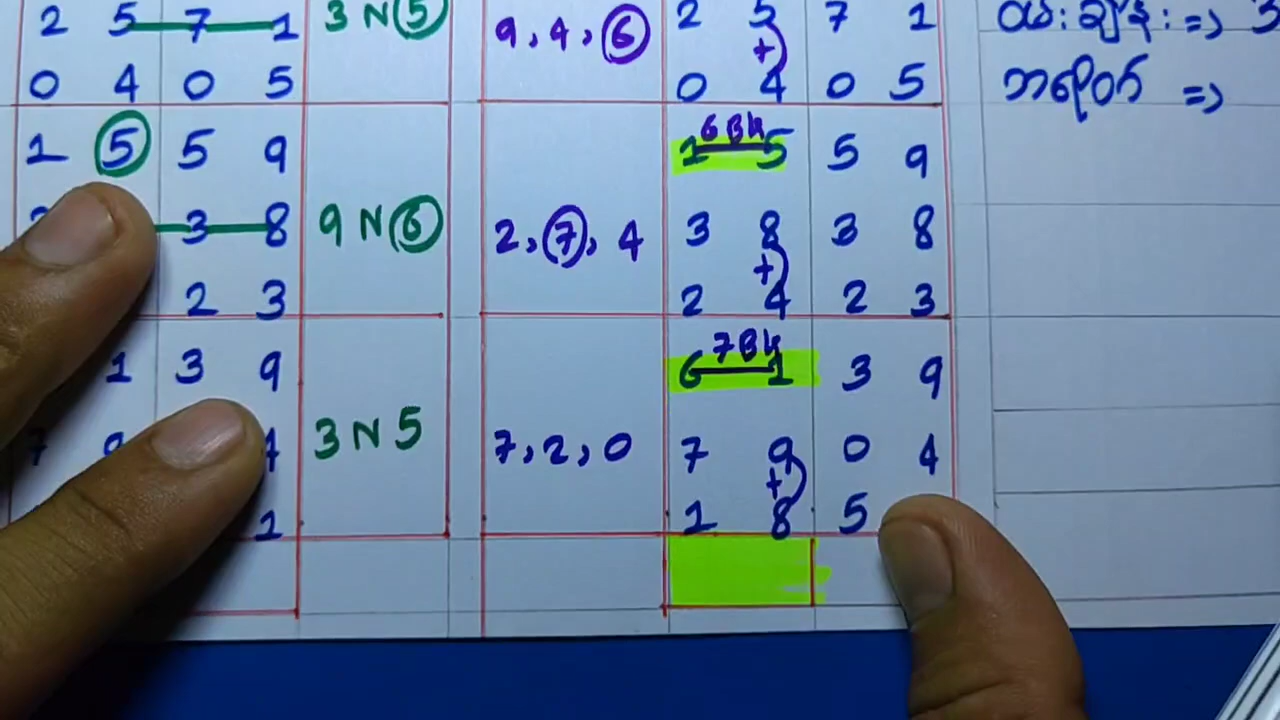 2 5 7 1 3 N 5 9, 4, 6 2 5 7 1
0 4 0 5 0 4 0 5
+
6 BK
1 5 5 9 1 5 5 9
3 8 9 N 6 2, 7, 4 3 8 3 8
+
2 3 2 4 2 3
7 BK
1 3 9 6 1 3 9
7 3 N 5 7, 2, 0 7 9 0 4
+
1 1 8 5
=>
=>